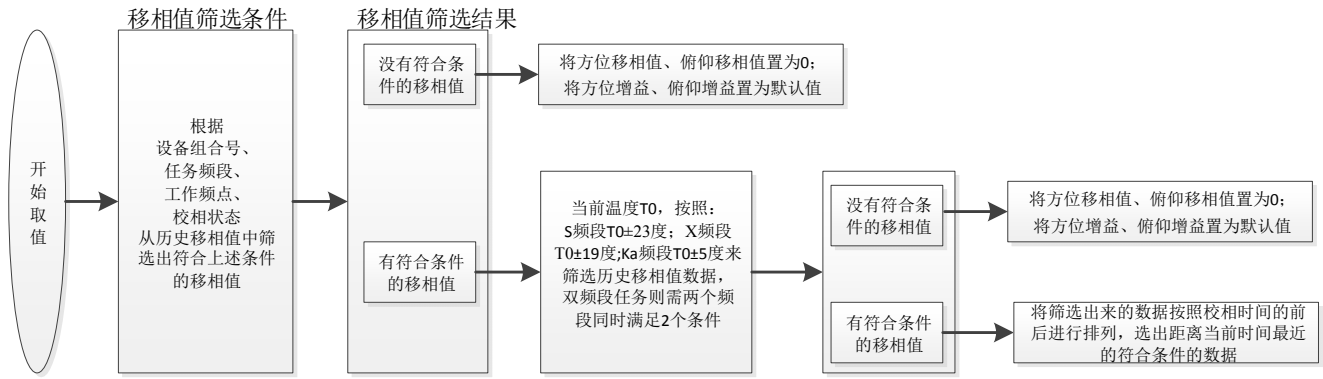 移相值筛选条件
移相值筛选结果
开
始
取
值
根据
设备组合号、
任务频段、
工作频点、
校相状态
从历史移相值中筛
选出符合上述条件
的移相值
没有符合条
件的移相值
将方位移相值、俯仰移相值置为0；
将方位增益、俯仰增益置为默认值
有符合条件
的移相值
当前温度T0，按照：
S频段T0±23度；X频段
T0±19度;Ka频段T0±5度来
筛选历史移相值数据，
双频段任务则需两个频
段同时满足2个条件
没有符合条
件的移相值
将方位移相值、俯仰移相值置为0；
将方位增益、俯仰增益置为默认值
有符合条件
的移相值
将筛选出来的数据按照校相时间的前
后进行排列，选出距离当前时间最近
的符合条件的数据